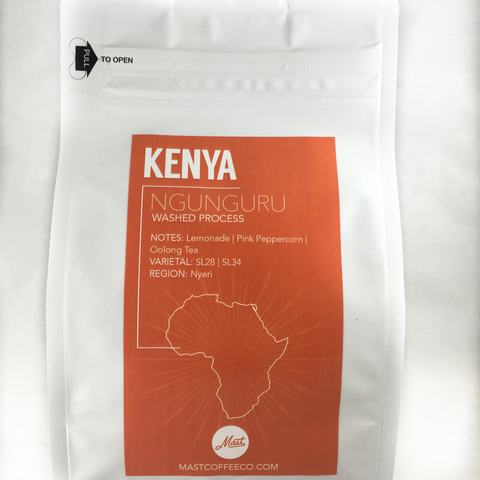 PULL
TO OPEN
KENYA
NGUNGURU
WASHED PROCESS
NOTES: Lemonade | Pink Peppercorn |
Oolong Tea
VARIETAL: SL28 | SL34
REGION: Nyeri
Mast
MASTCOFFEECO.COM